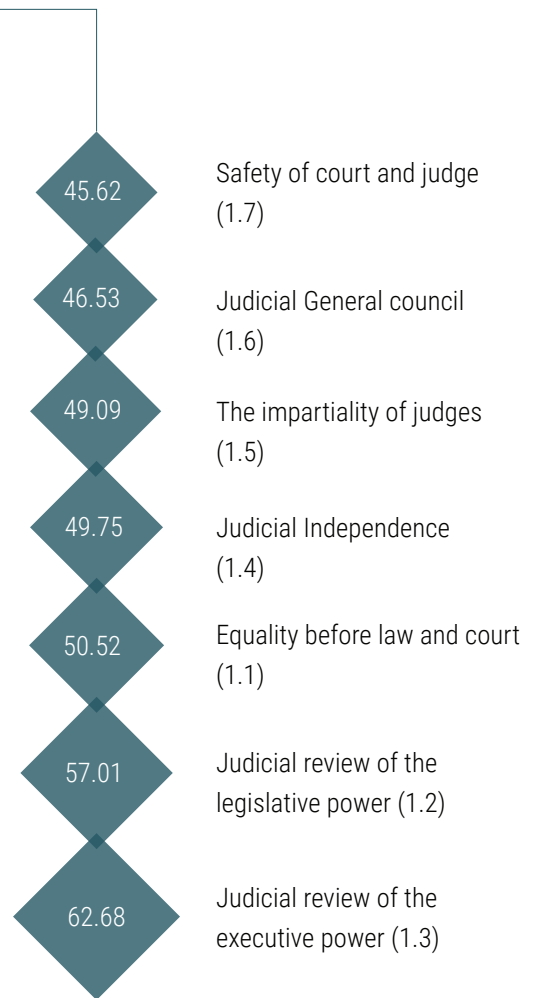 45.62
Safety of court and judge
(1.7)
46.53
Judicial General council
(1.6)
49.09
The impartiality of judges
(1.5)
49.75
Judicial Independence
(1.4)
50.52
Equality before law and court
(1.1)
57.01
Judicial review of the
legislative power (1.2)
62.68
Judicial review of the
executive power (1.3)